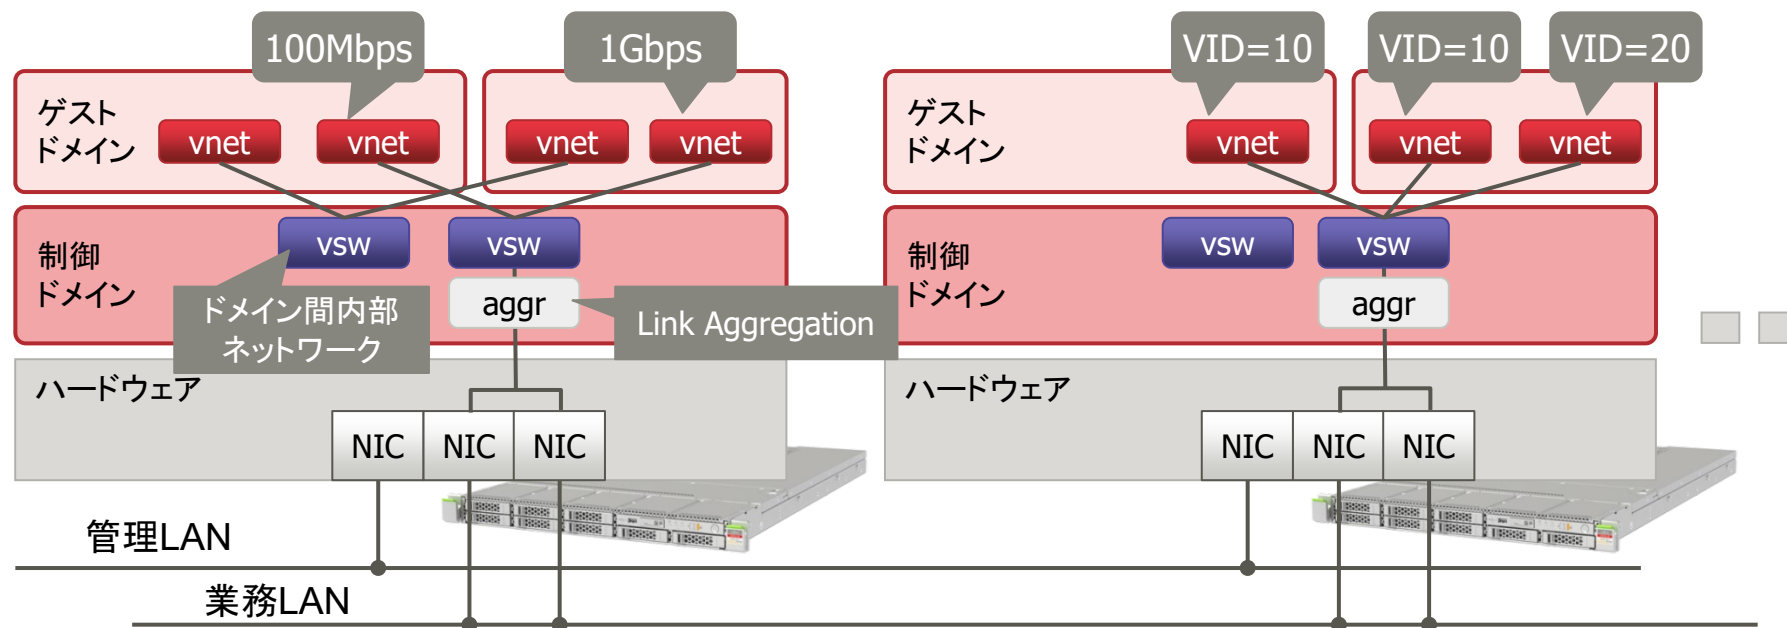 100Mbps
1Gbps
VID=10
VID=10
VID=20
ゲスト
ドメイン
vnet
vnet
vnet
vnet
ゲスト
ドメイン
vnet
vnet
vnet
制御
ドメイン
vsw
vsw
aggr
ドメイン間内部
ネットワーク
Link Aggregation
制御
ドメイン
vsw
vsw
aggr
ハードウェア
NIC
NIC
NIC
ハードウェア
NIC
NIC
NIC
管理LAN
業務LAN